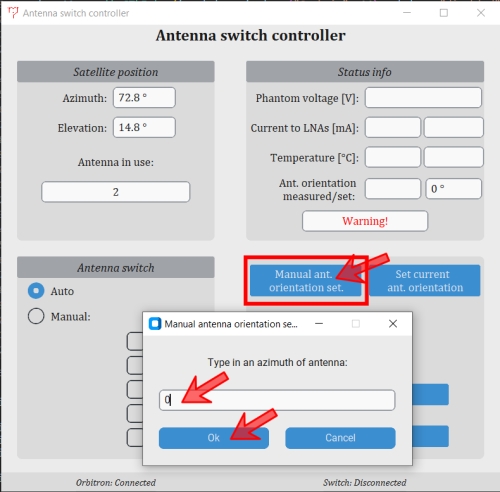 Antenna switch controller
Antenna switch controller
Satellite position
Azimuth: 72.8 °
Elevation: 14.8 °
Antenna in use:
2
Status info
Phantom voltage [V]:
Current to LNAs [mA]:
Temperature [°C]:
Ant. orientation
measured/set: 0 °
Warning!
Antenna switch
Auto
Manual:
Manual ant.
orientation set.
Set current
ant. orientation
Manual antenna orientation se...
Type in an azimuth of antenna:
0
Ok
Cancel
Orbitron: Connected
Switch: Disconnected